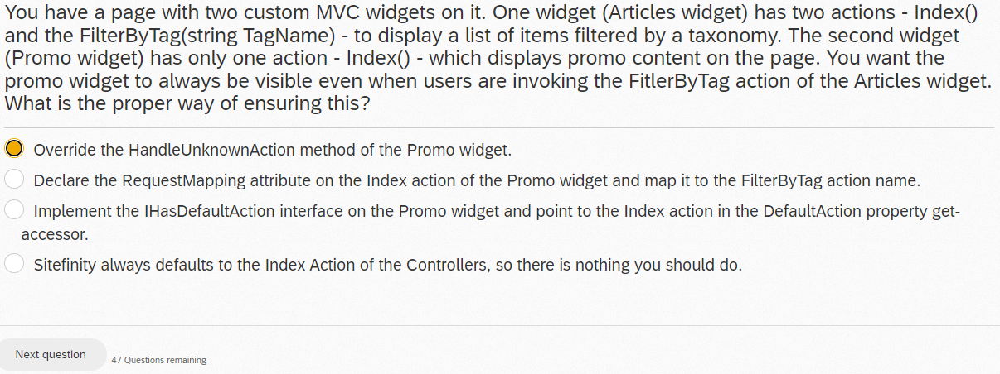 You have a page with two custom MVC widgets on it. One widget (Articles widget) has two actions - Index()
and the FilterByTag(string TagName) - to display a list of items filtered by a taxonomy. The second widget
(Promo widget) has only one action - Index() - which displays promo content on the page. You want the
promo widget to always be visible even when users are invoking the FitlerByTag action of the Articles widget.
What is the proper way of ensuring this?
Override the HandleUnknownAction method of the Promo widget.
Declare the RequestMapping attribute on the Index action of the Promo widget and map it to the FilterByTag action name.
Implement the IHasDefaultAction interface on the Promo widget and point to the Index action in the DefaultAction property get-
accessor.
Sitefinity always defaults to the Index Action of the Controllers, so there is nothing you should do.
Next question
47 Questions remaining